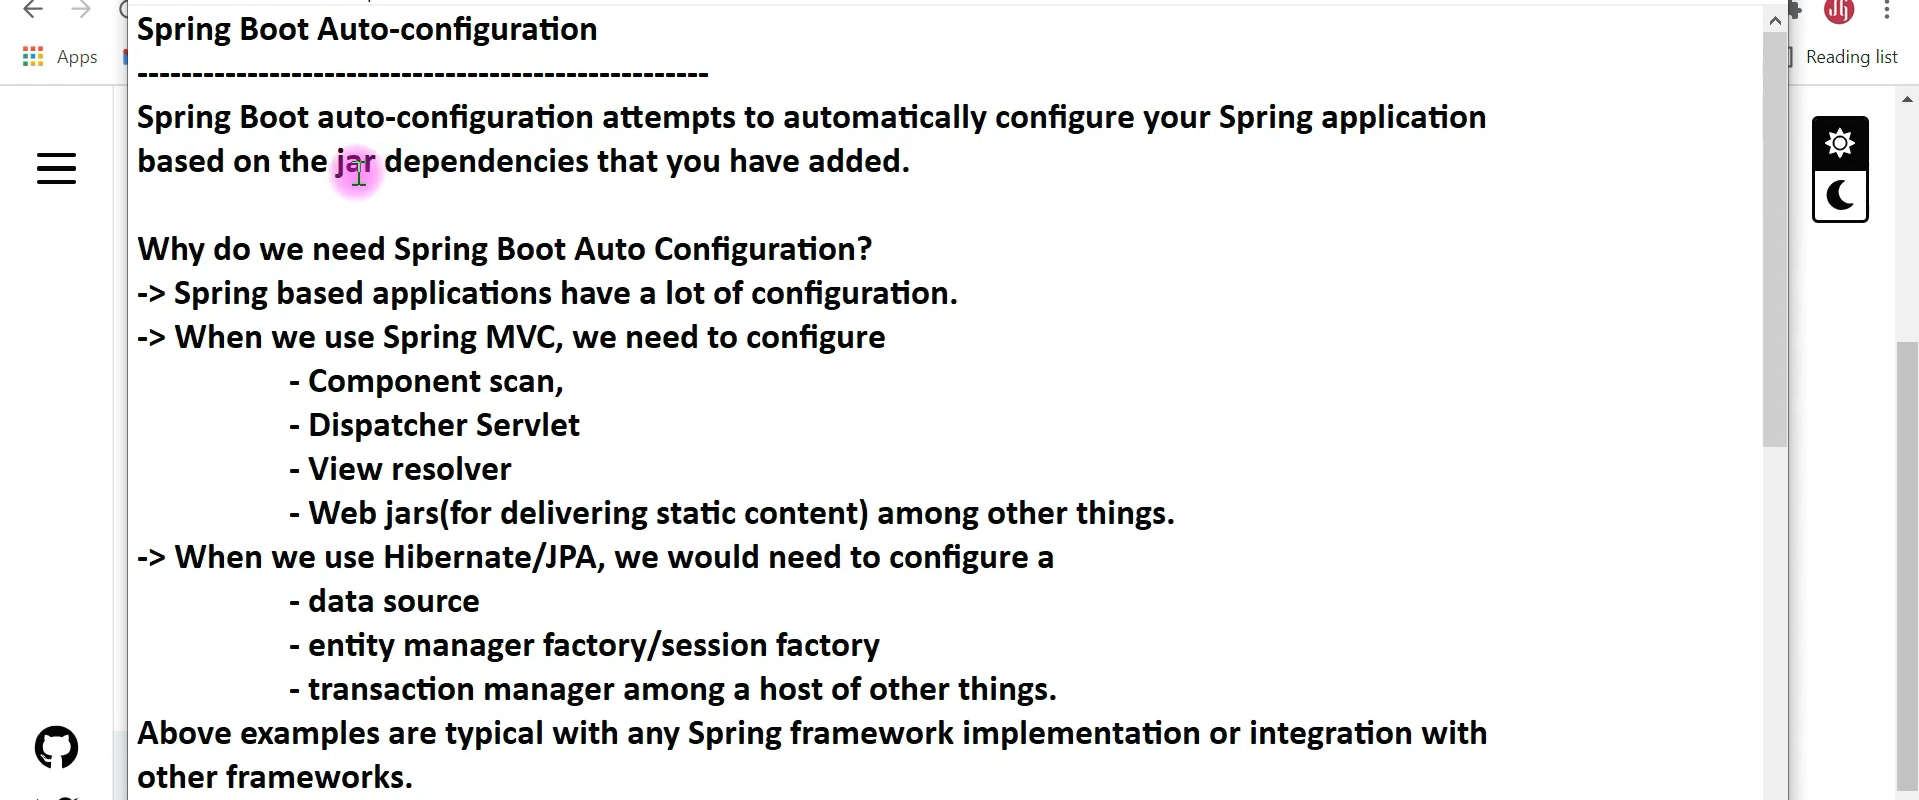 Spring Boot Auto-configuration
----------------------------------------------------
Spring Boot auto-configuration attempts to automatically configure your Spring application
based on the jar dependencies that you have added.
Why do we need Spring Boot Auto Configuration?
-> Spring based applications have a lot of configuration.
-> When we use Spring MVC, we need to configure
- Component scan,
- Dispatcher Servlet
- View resolver
- Web jars(for delivering static content) among other things.
-> When we use Hibernate/JPA, we would need to configure a
- data source
- entity manager factory/session factory
- transaction manager among a host of other things.
Above examples are typical with any Spring framework implementation or integration with
other frameworks.
Apps
Reading list